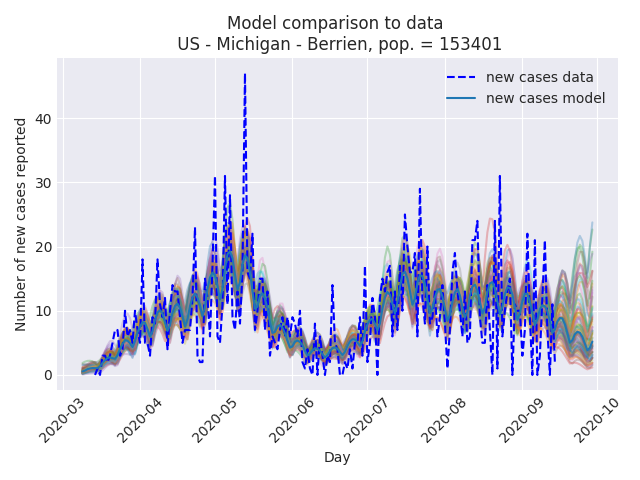 Model comparison to data
US - Michigan - Berrien, pop. = 153401
new cases data
new cases model
Number of new cases reported
40
30
20
10
0
2020-03
2020-04
2020-05
2020-06
2020-07
2020-08
2020-09
2020-10
Day